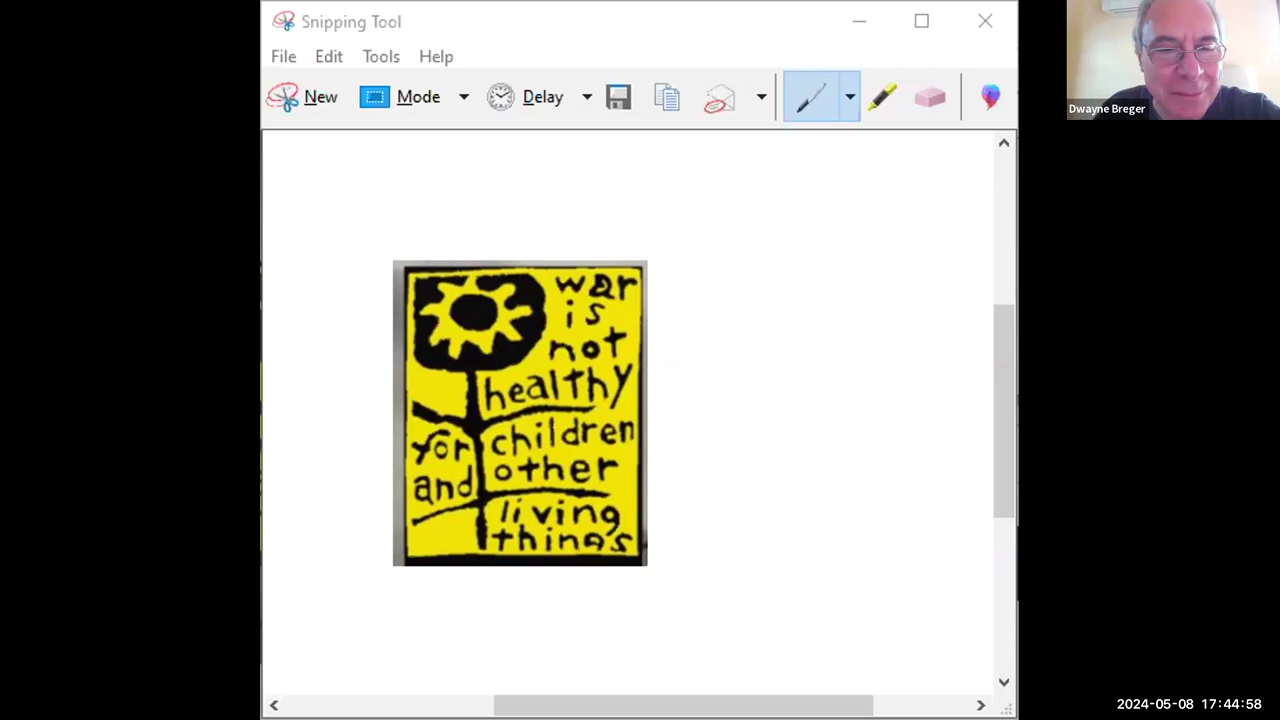 Snipping Tool
File Edit Tools Help
New Mode Delay
Dwayne Breger
war
is
not
healthy
for children
and other
living
things
2024-05-08 17:44:58